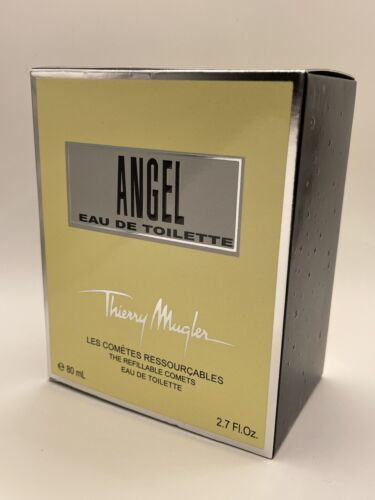 ANGEL
EAU DE TOILETTE
Thierry Mugler
LES COMÈTES RESSOURÇABLES
THE REFILLABLE COMETS
EAU DE TOILETTE
℮ 80 mL
2.7 Fl.Oz.